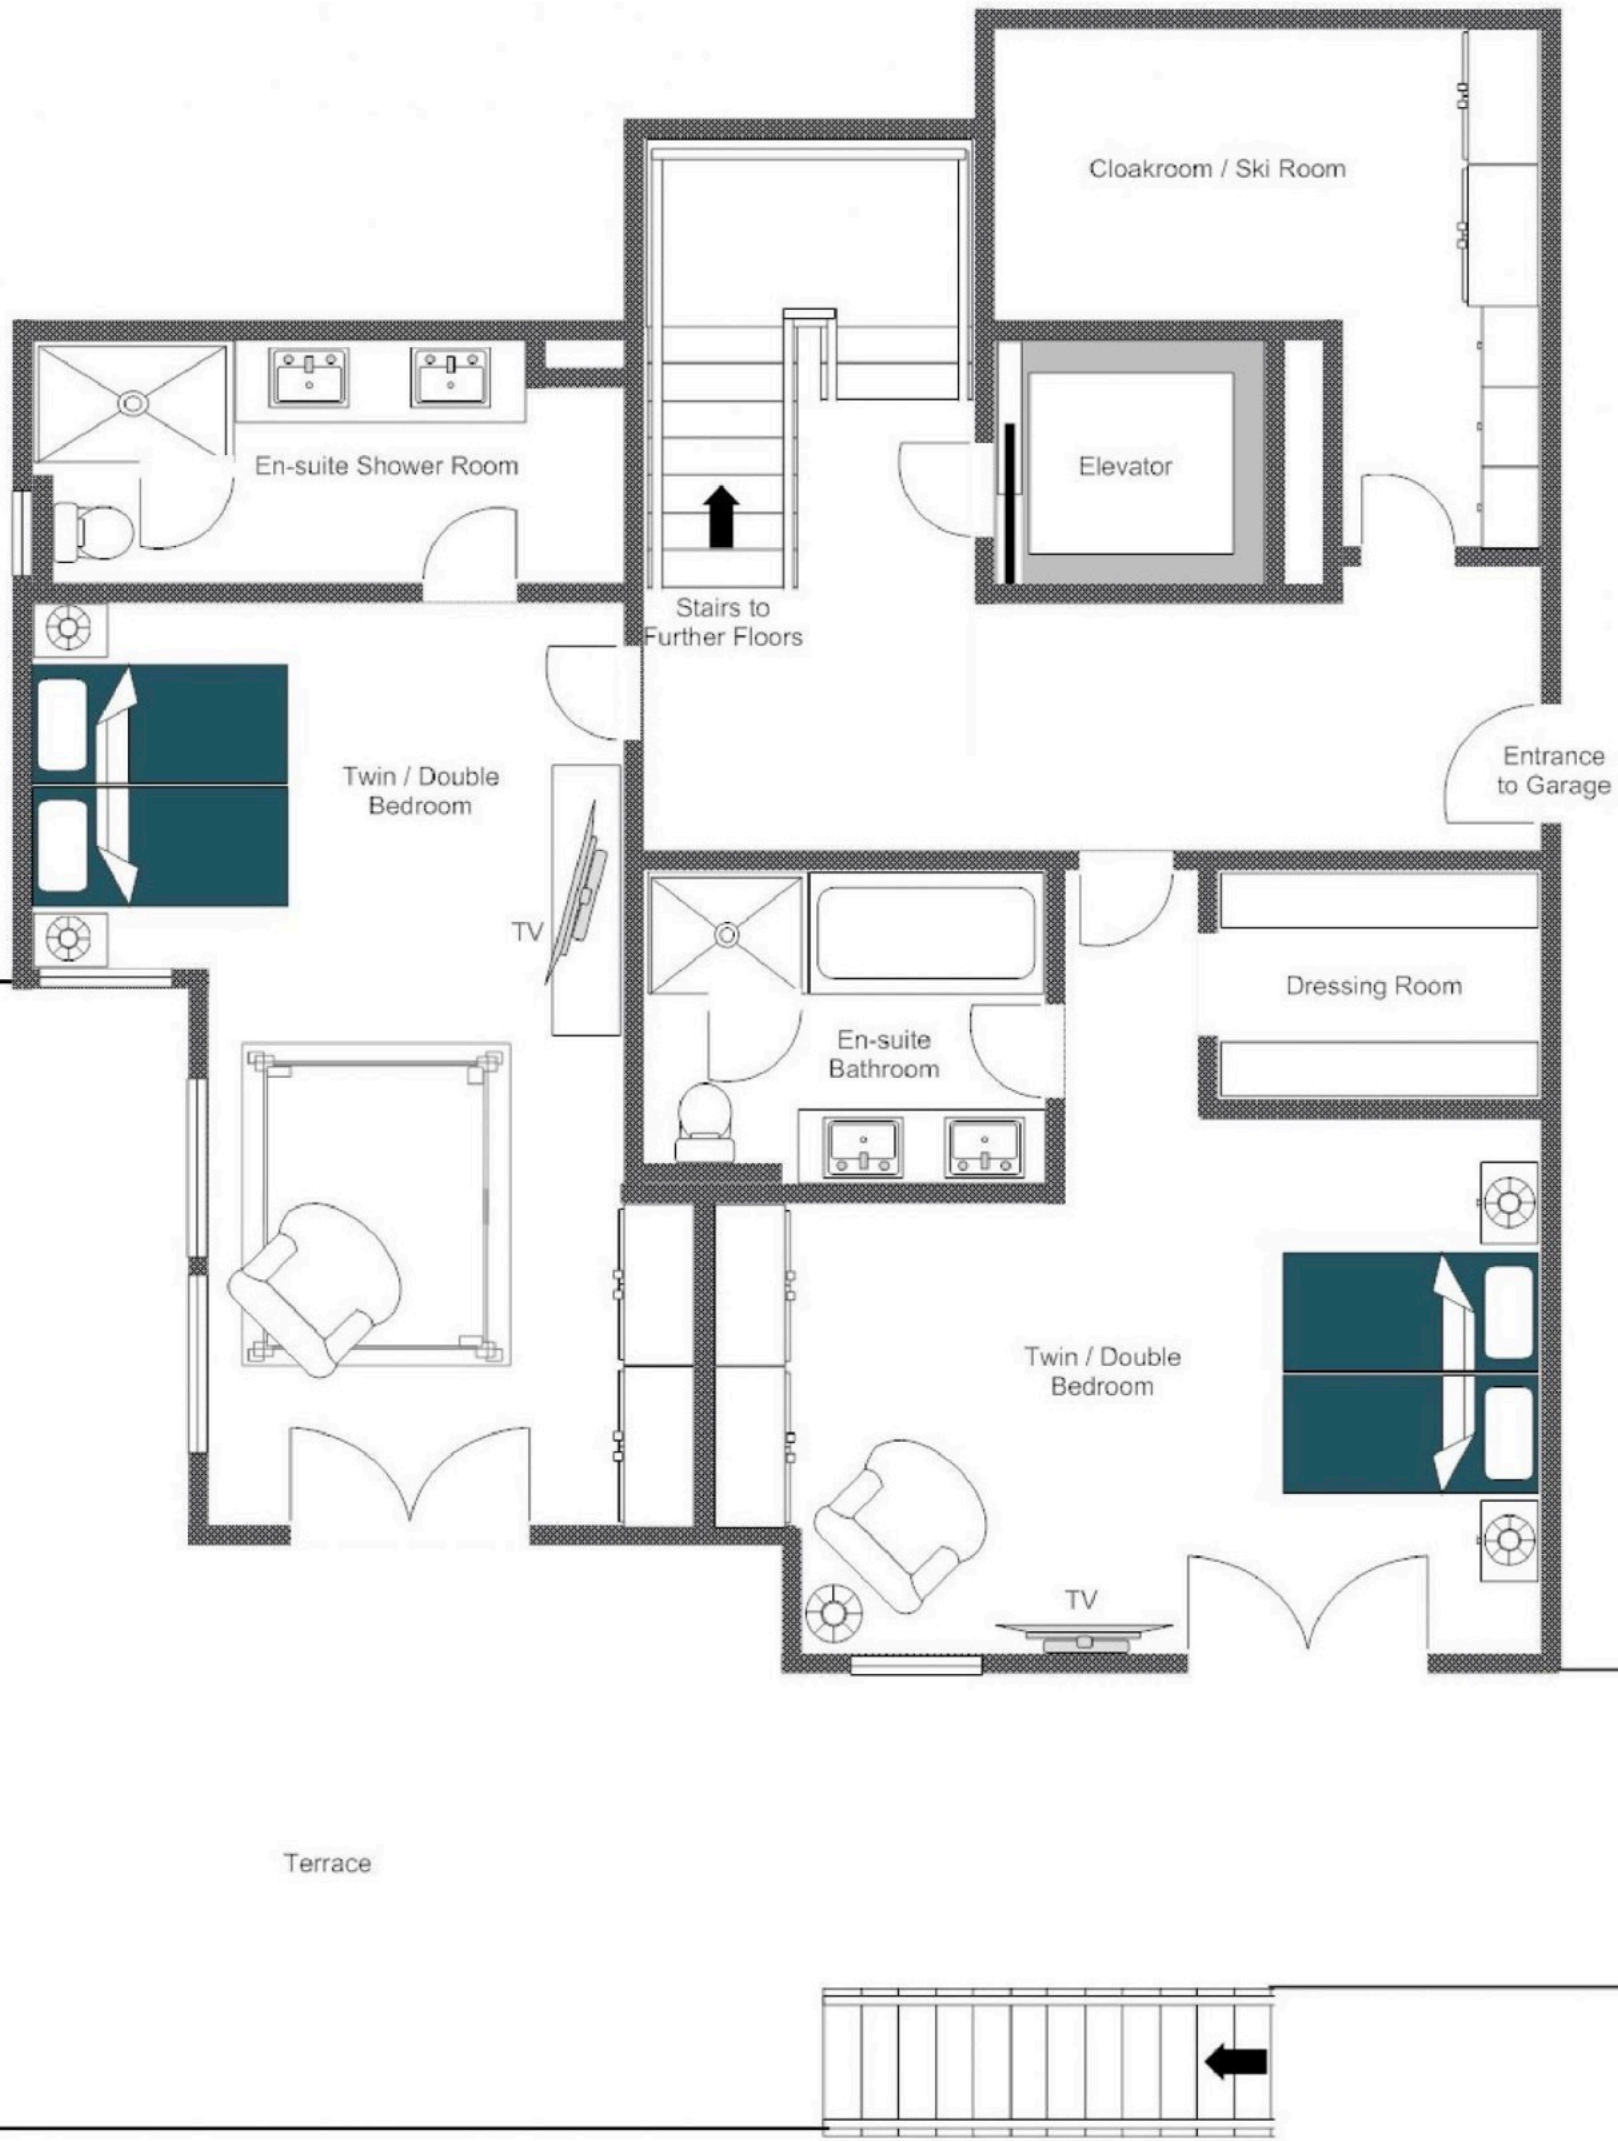 Cloakroom / Ski Room
En-suite Shower Room
Elevator
Stairs to
Further Floors
Entrance
to Garage
Twin / Double
Bedroom
TV
Dressing Room
En-suite
Bathroom
Twin / Double
Bedroom
TV
Terrace